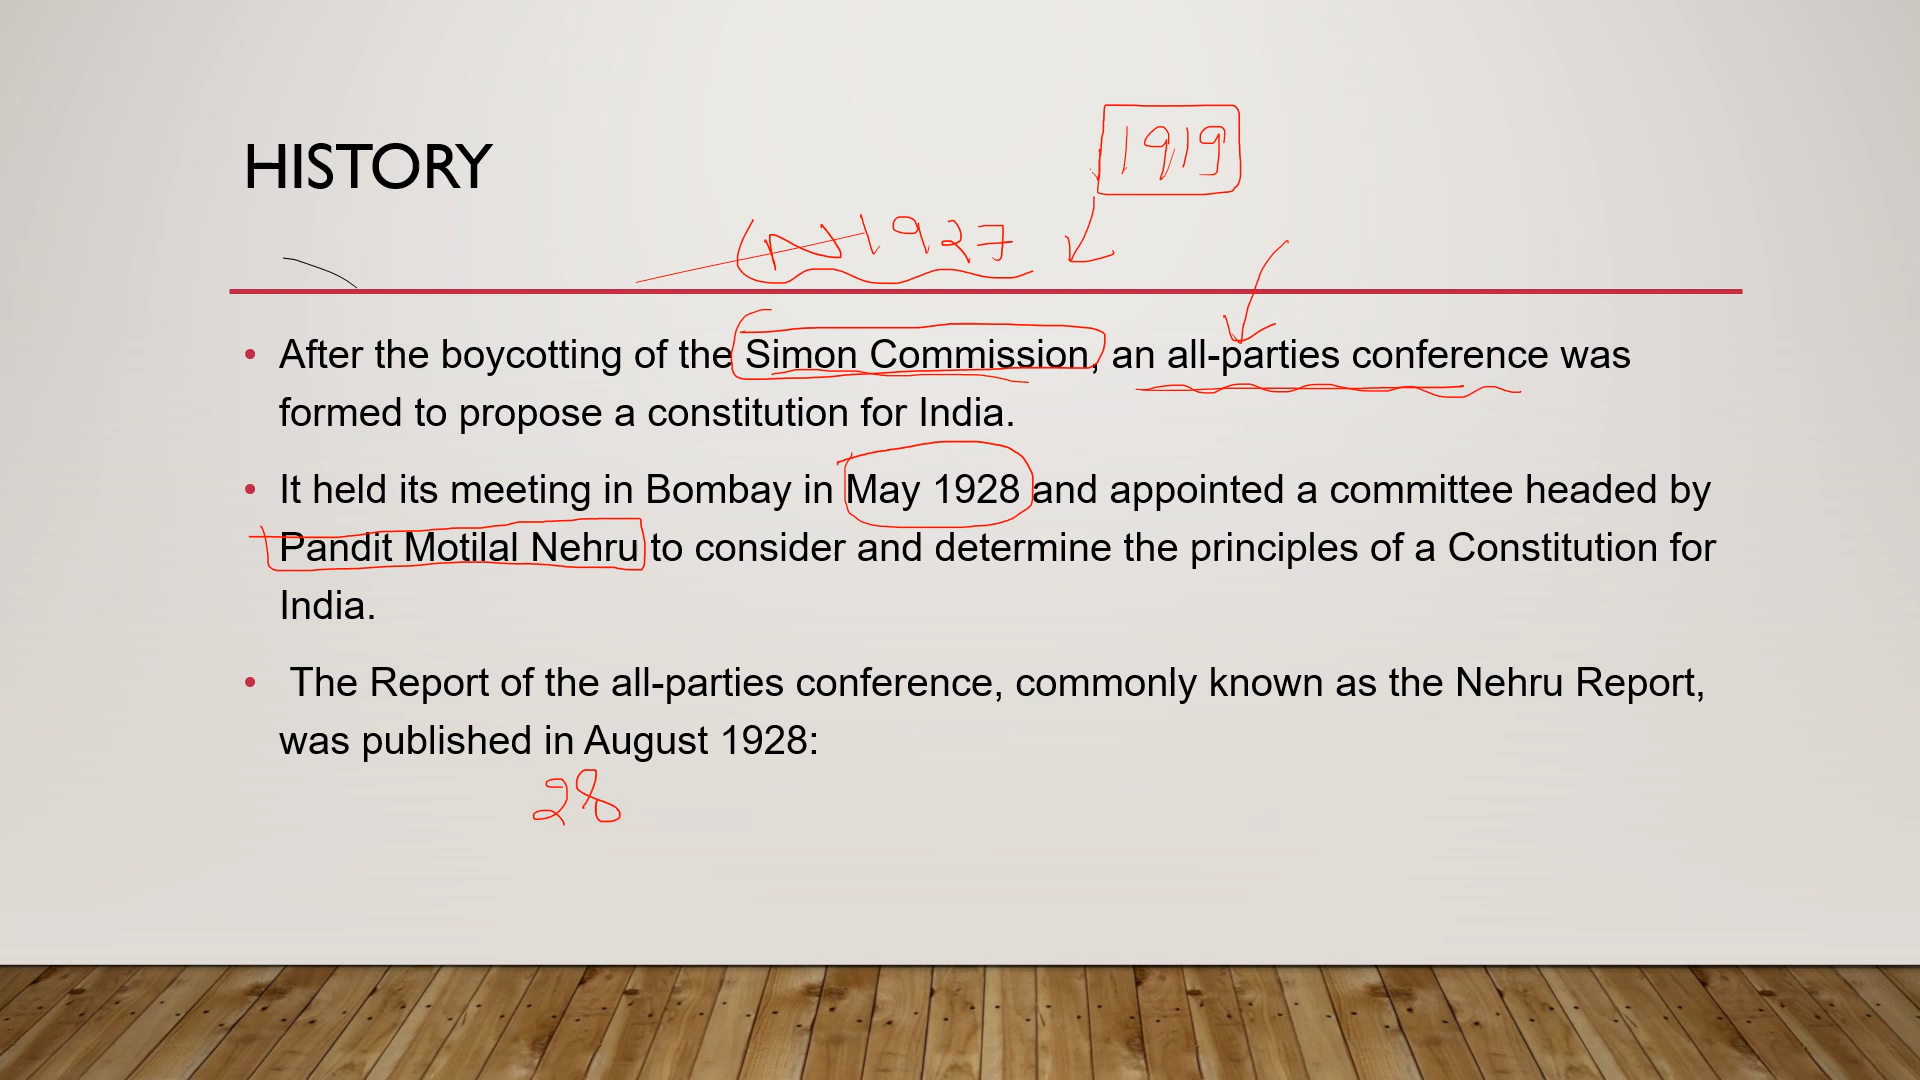 HISTORY
1919
(N 1927
• After the boycotting of the Simon Commission, an all-parties conference was
formed to propose a constitution for India.
• It held its meeting in Bombay in May 1928 and appointed a committee headed by
Pandit Motilal Nehru to consider and determine the principles of a Constitution for
India.
• The Report of the all-parties conference, commonly known as the Nehru Report,
was published in August 1928:
28